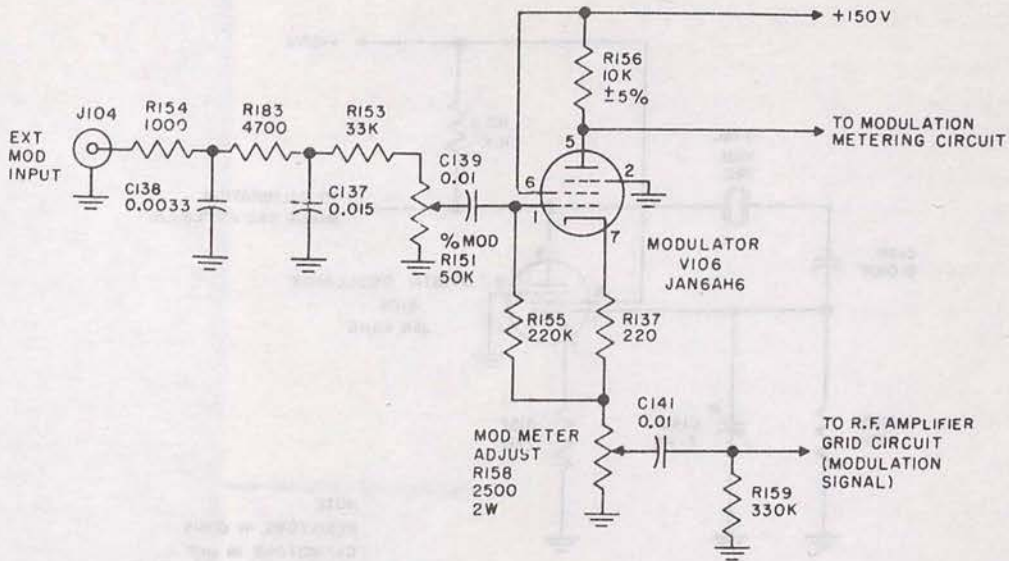 +150V
R156
10K
±5%
J104
R154
1000
R183
4700
R153
33K
EXT
MOD
INPUT
C139
0.01
5
TO MODULATION
METERING CIRCUIT
2
6
1
7
C138
0.0033
C137
0.015
% MOD
R151
50K
MODULATOR
V106
JAN6AH6
R155
220K
R137
220
C141
0.01
MOD METER
ADJUST
R158
2500
2W
TO R.F. AMPLIFIER
GRID CIRCUIT
(MODULATION
SIGNAL)
R159
330K